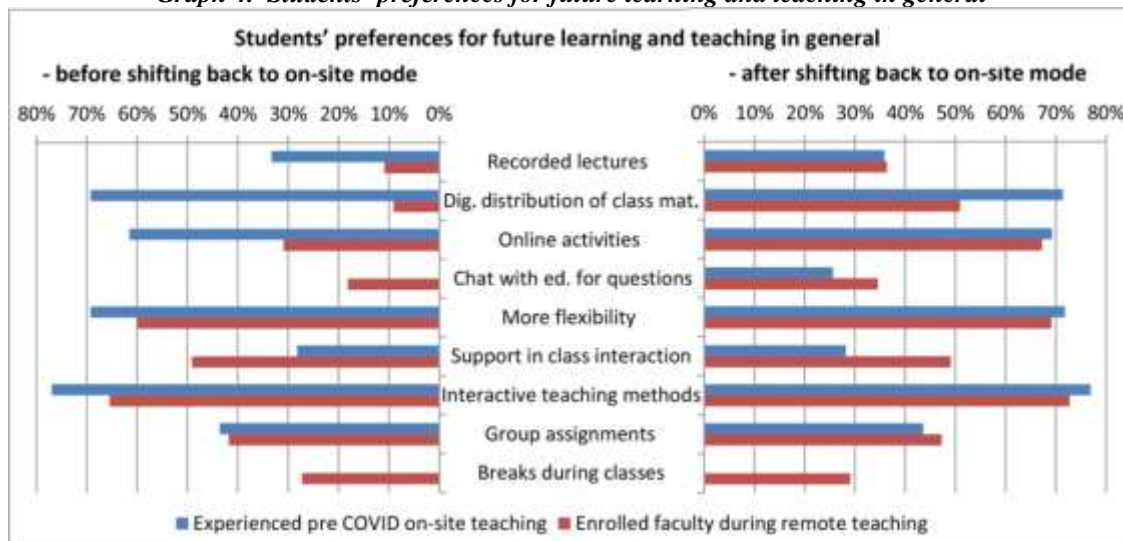 Graph 4: Students' preferences for future learning and teaching in general
Students' preferences for future learning and teaching in general
- before shifting back to on-site mode
- after shifting back to on-site mode
80% 70% 60% 50% 40% 30% 20% 10% 0%
0% 10% 20% 30% 40% 50% 60% 70% 80%
Recorded lectures
Dig. distribution of class mat.
Online activities
Chat with ed. for questions
More flexibility
Support in class interaction
Interactive teaching methods
Group assignments
Breaks during classes
Experienced pre COVID on-site teaching Enrolled faculty during remote teaching